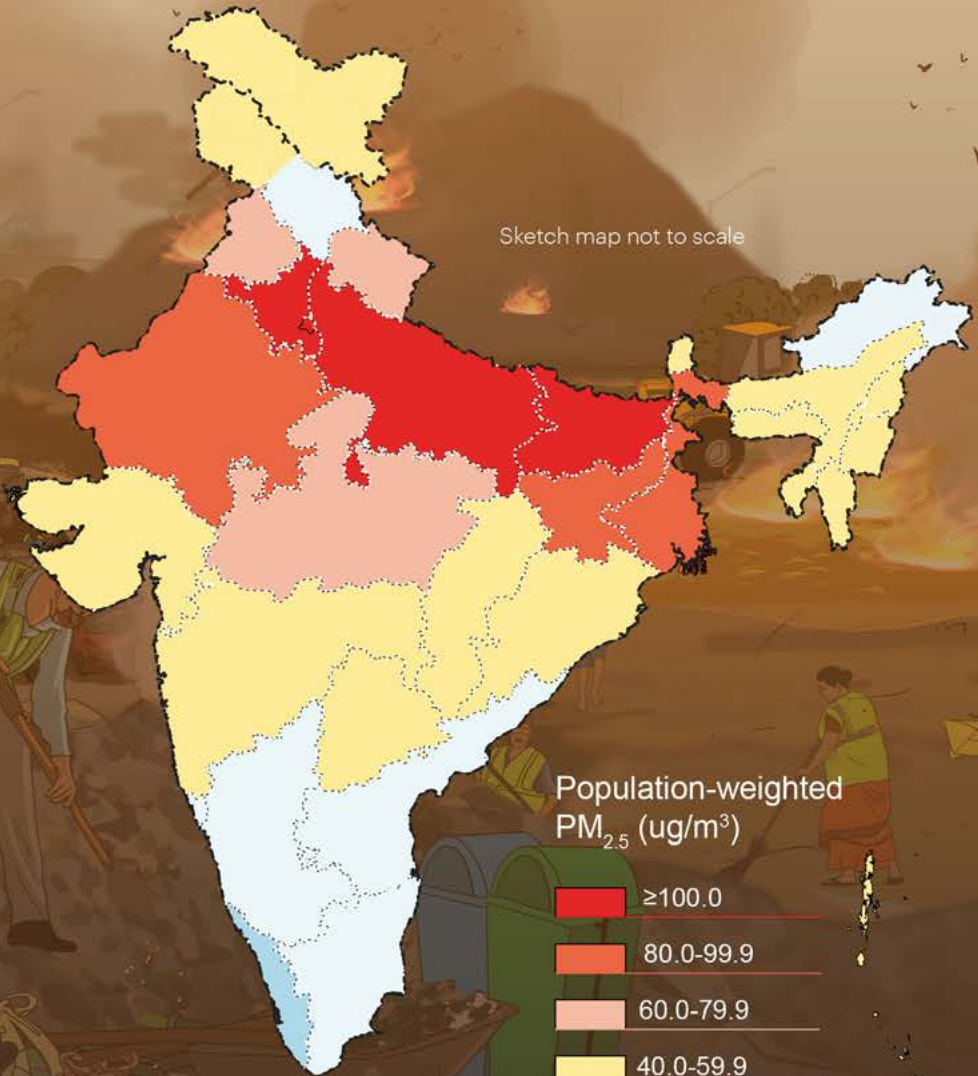 Sketch map not to scale
Population-weighted
PM2.5 (ug/m³)
≥100.0
80.0-99.9
60.0-79.9
40.0-59.9